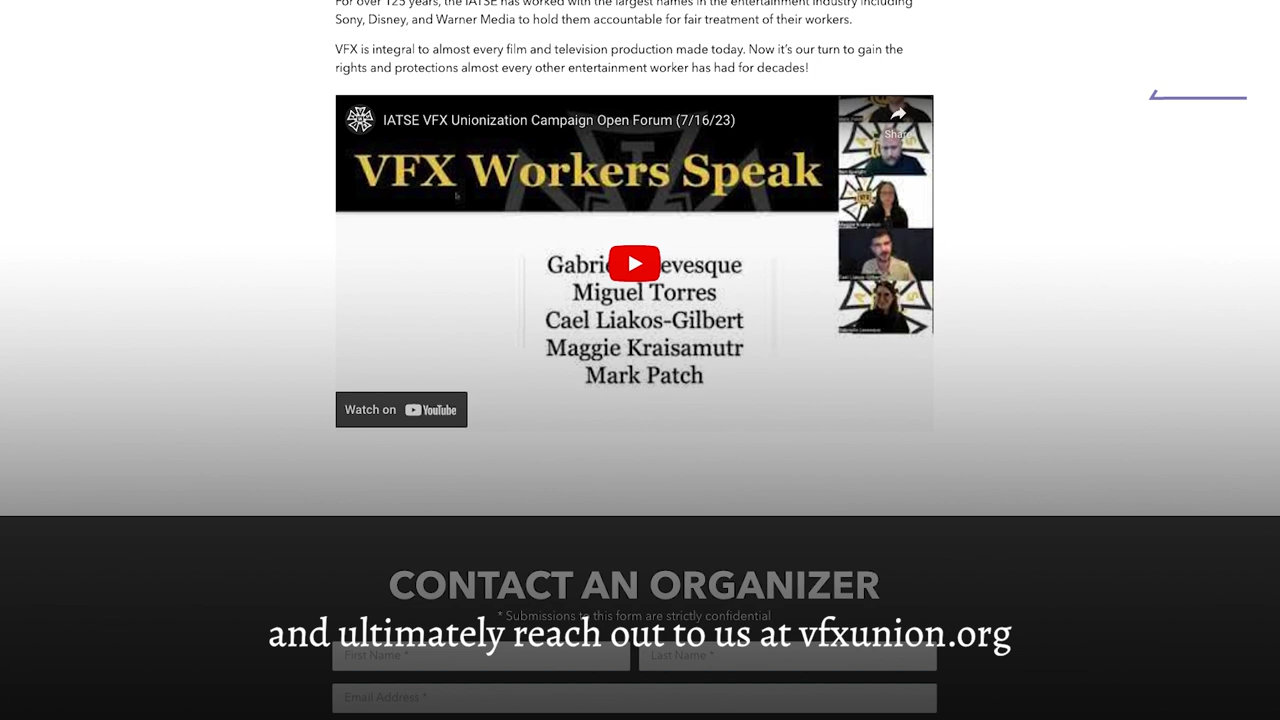 For over 125 years, the IATSE has worked with the largest names in the entertainment industry including
Sony, Disney, and Warner Media to hold them accountable for fair treatment of their workers.
VFX is integral to almost every film and television production made today. Now it's our turn to gain the
rights and protections almost every other entertainment worker has had for decades!
IATSE VFX Unionization Campaign Open Forum (7/16/23)
Share
VFX Workers Speak
Gabrie evesque
Miguel Torres
Cael Liakos-Gilbert
Maggie Kraisamutr
Mark Patch
Watch on YouTube
CONTACT AN ORGANIZER
* Submissions to this form are strictly confidential
and ultimately reach out to us at vfxunion.org
First Name *
Last Name *
Email Address *